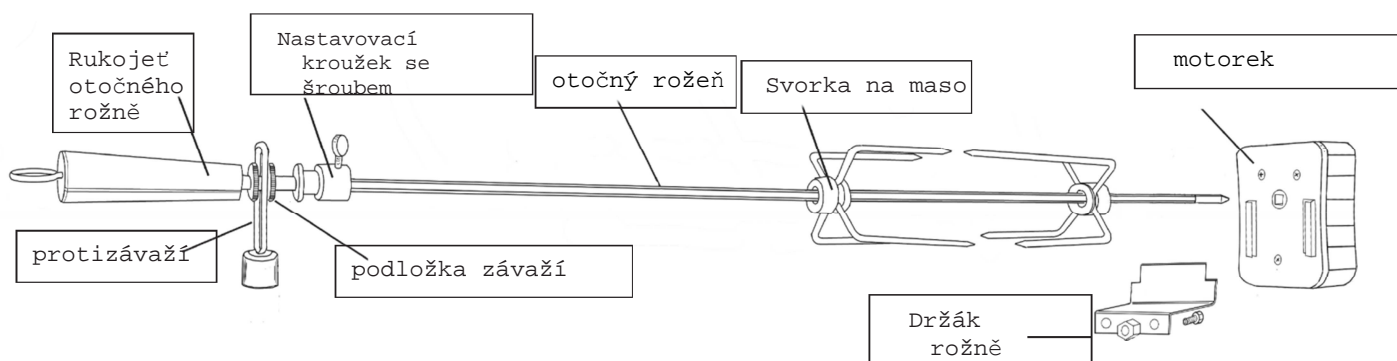 Rukojeť
otočného
rožně
Nastavovací
kroužek se
šroubem
otočný rožeň
Svorka na maso
motorek
protizávaží
podložka závaží
Držák
rožně